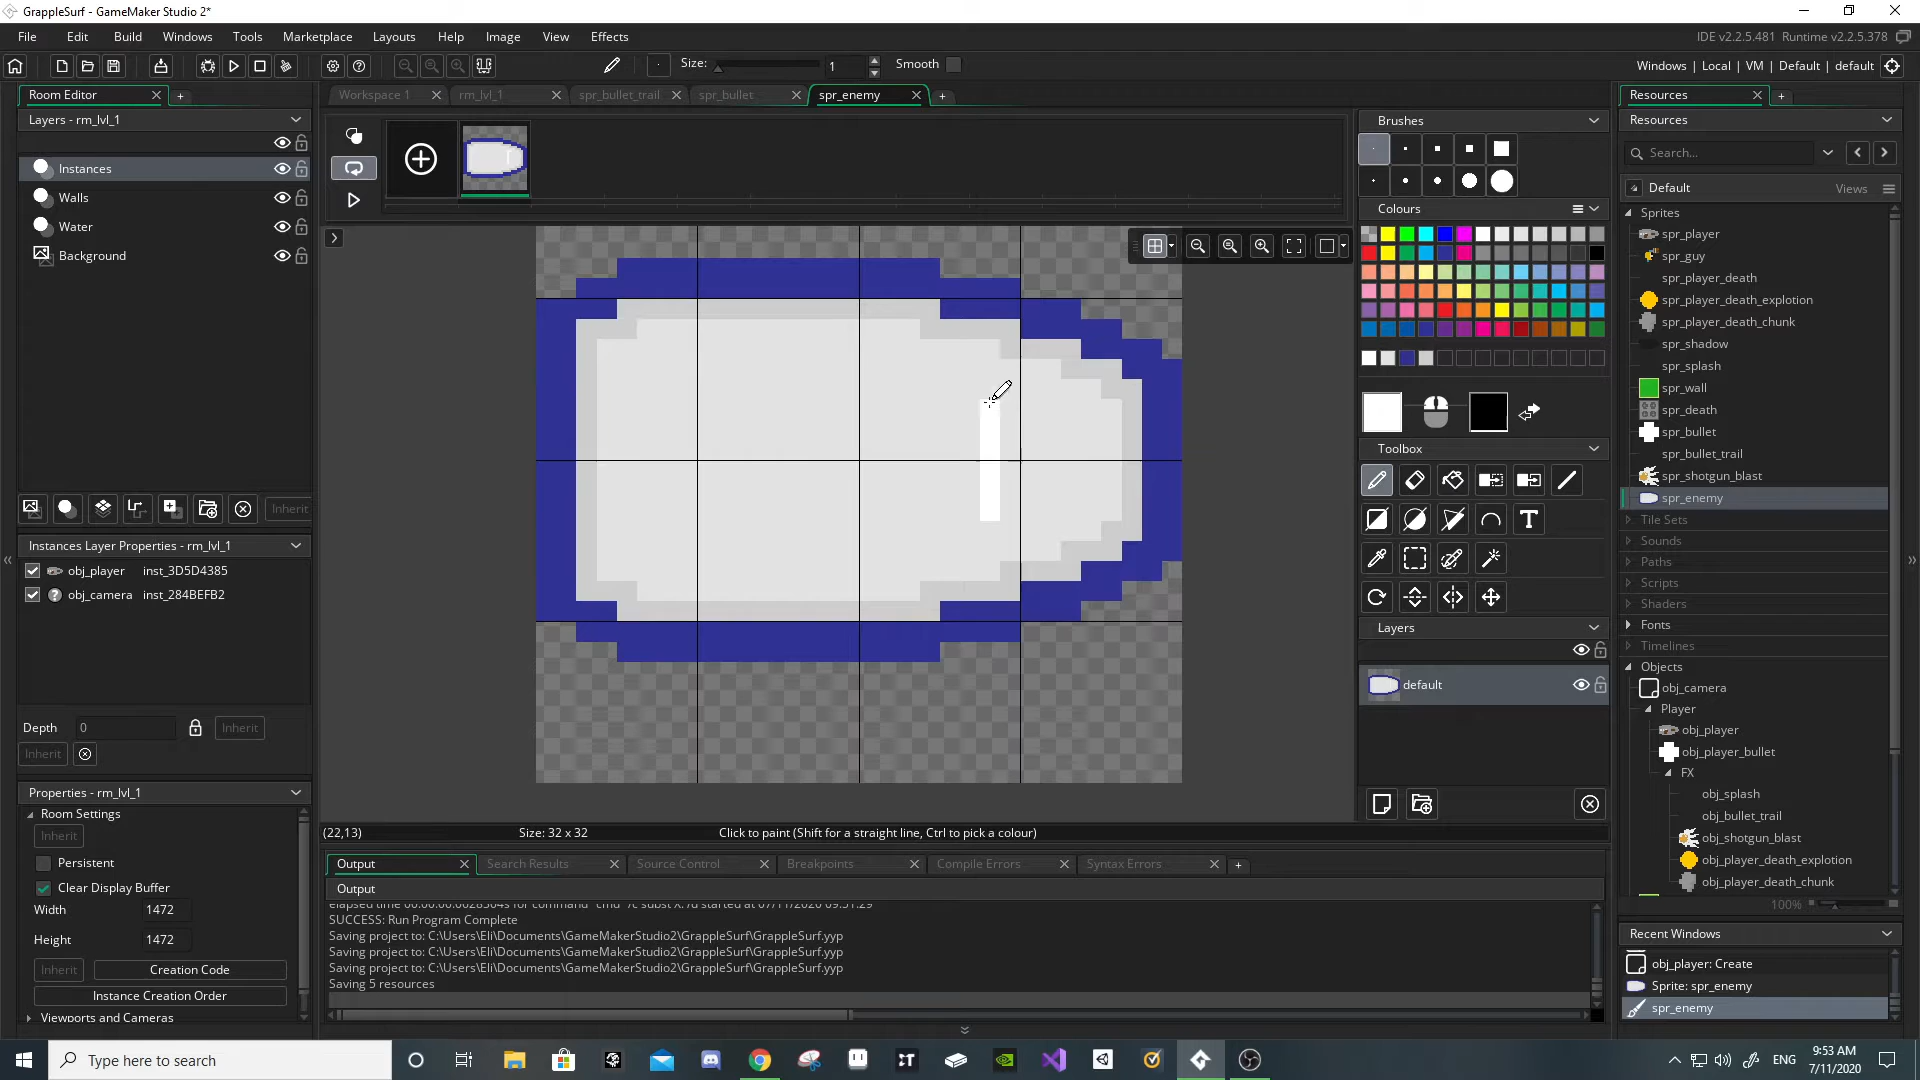 GrappleSurf - GameMaker Studio 2*
File Edit Build Windows Tools Marketplace Layouts Help Image View Effects
IDE v2.2.5.481 Runtime v2.2.5.378
Size: 1 Smooth
Windows | Local | VM | Default | default
Room Editor
Workspace 1 rm_lvl_1 spr_bullet_trail spr_bullet spr_enemy
Resources
Layers - rm_lvl_1
Brushes
Resources
Search...
Instances
Walls
Water
Background
Default Views
Colours
Sprites
spr_player
spr_guy
spr_player_death
spr_player_death_explotion
spr_player_death_chunk
spr_shadow
spr_splash
spr_wall
spr_death
spr_bullet
spr_bullet_trail
spr_shotgun_blast
spr_enemy
Tile Sets
Sounds
Paths
Scripts
Shaders
Fonts
Timelines
Objects
obj_camera
Player
obj_player
obj_player_bullet
FX
obj_splash
obj_bullet_trail
obj_shotgun_blast
obj_player_death_explotion
obj_player_death_chunk
100%
Toolbox
T
Layers
default
Inherit
Instances Layer Properties - rm_lvl_1
obj_player inst_3D5D4385
obj_camera inst_284BEFB2
Depth 0 Inherit
Inherit
Properties - rm_lvl_1
Room Settings
Inherit
Persistent
Clear Display Buffer
Width 1472
Height 1472
Inherit Creation Code
Instance Creation Order
Viewports and Cameras
(22,13) Size: 32 x 32 Click to paint (Shift for a straight line, Ctrl to pick a colour)
Output Search Results Source Control Breakpoints Compile Errors Syntax Errors
Output
SUCCESS: Run Program Complete
Saving project to: C:\Users\Eli\Documents\GameMakerStudio2\GrappleSurf\GrappleSurf.yyp
Saving project to: C:\Users\Eli\Documents\GameMakerStudio2\GrappleSurf\GrappleSurf.yyp
Saving project to: C:\Users\Eli\Documents\GameMakerStudio2\GrappleSurf\GrappleSurf.yyp
Saving 5 resources
Recent Windows
obj_player: Create
Sprite: spr_enemy
spr_enemy
Type here to search
ENG
9:53 AM
7/11/2020